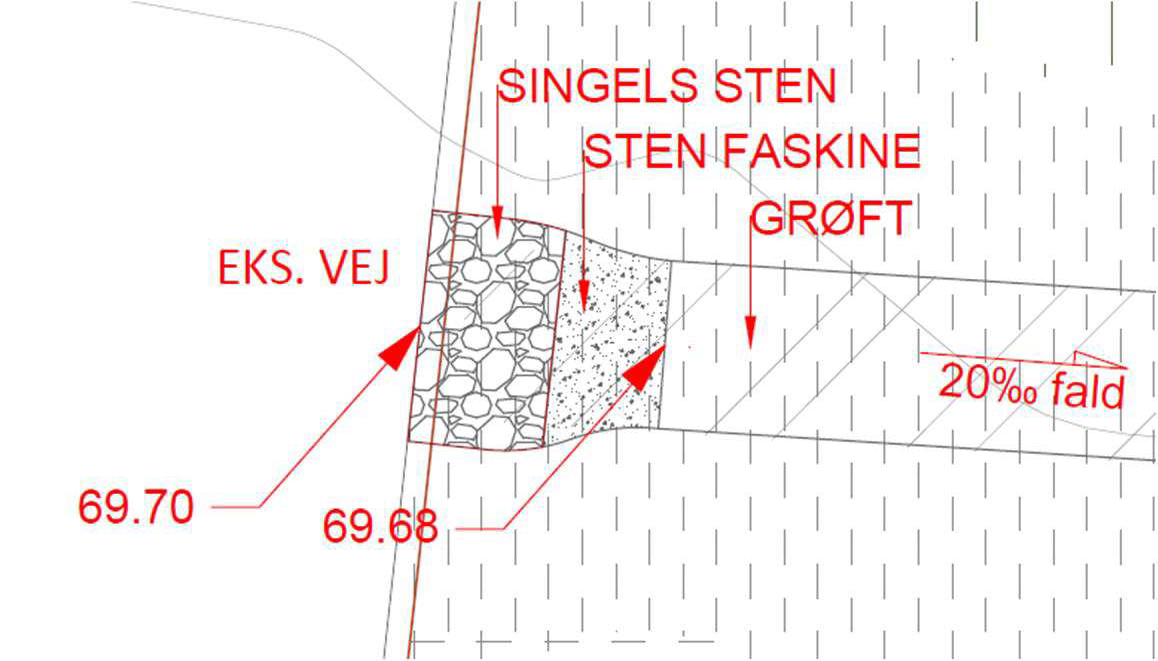 SINGELS STEN
STEN FASKINE
GRØFT
EKS. VEJ
20‰ fald
69.70
69.68